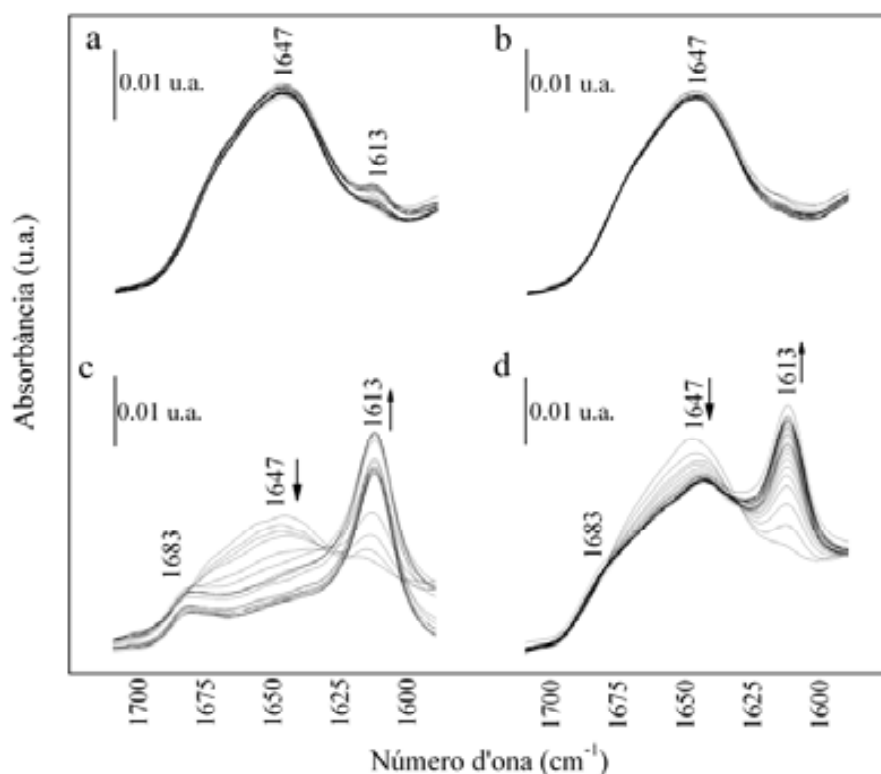 a
0.01 u.a.
1647
1613
b
0.01 u.a.
1647
c
0.01 u.a.
1683
1647
1613
d
0.01 u.a.
1683
1647
1613
Absorbància (u.a.)
1700 1675 1650 1625 1600
1700 1675 1650 1625 1600
Número d'ona (cm⁻¹)